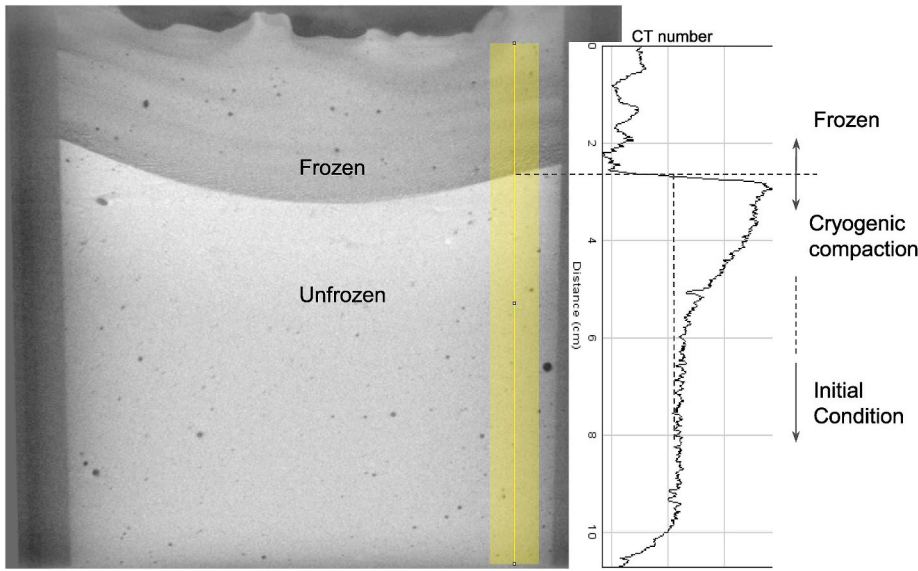 CT number
0
2
4
6
8
10
Distance (cm)
Frozen
Unfrozen
Frozen
Cryogenic
compaction
Initial
Condition